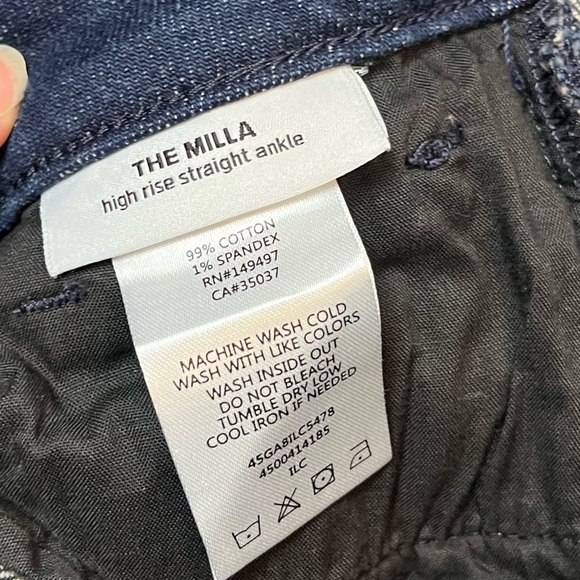 THE MILLA
high rise straight ankle
99% COTTON
1% SPANDEX
RN#149497
CA#35037
MACHINE WASH COLD
WASH WITH LIKE COLORS
WASH INSIDE OUT
DO NOT BLEACH
TUMBLE DRY LOW
COOL IRON IF NEEDED
45GA8ILC5478
4500414185
ILC